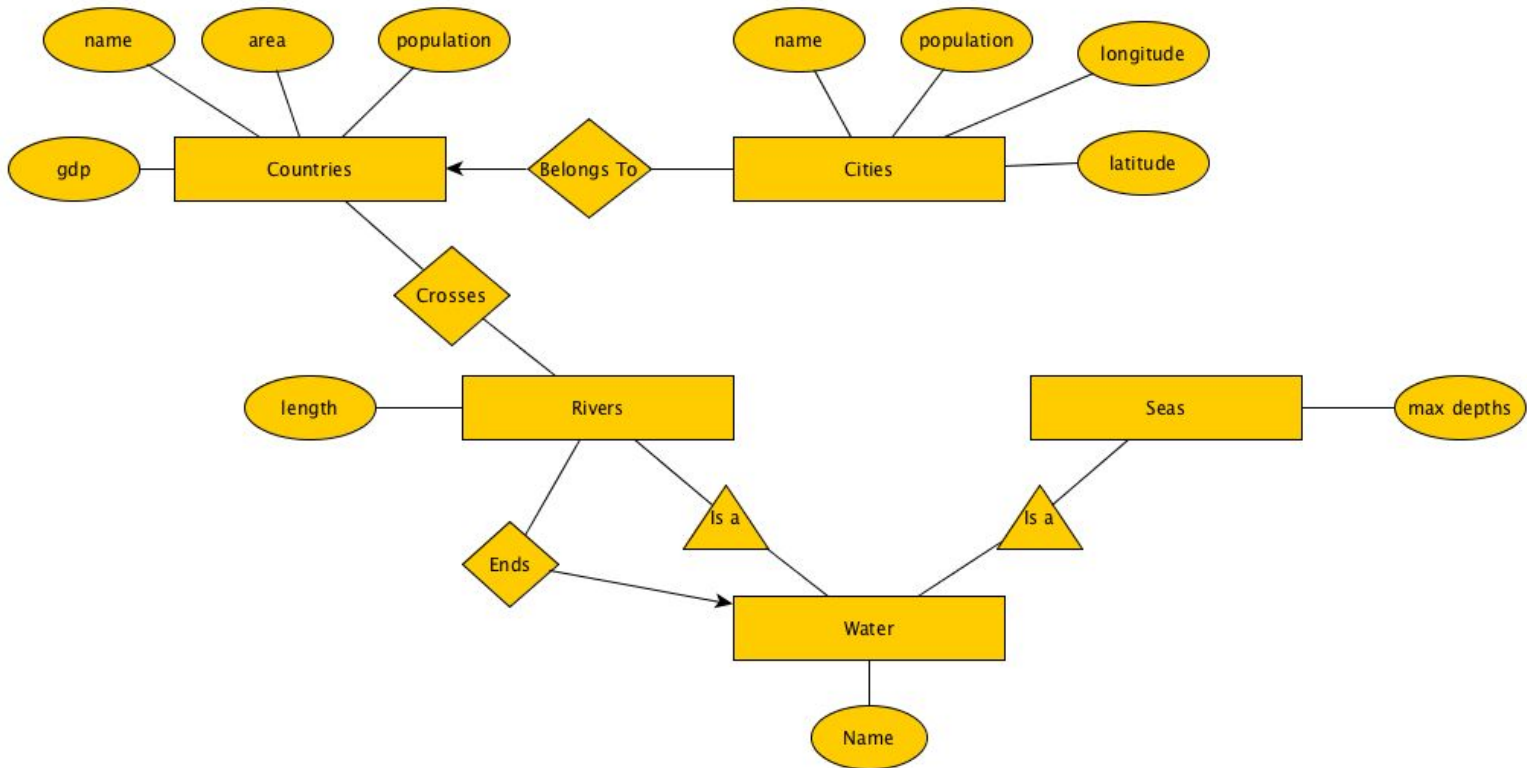 name
area
population
name
population
longitude
gdp
Countries
Belongs To
Cities
latitude
Crosses
length
Rivers
Seas
max depths
Is a
Is a
Ends
Water
Name